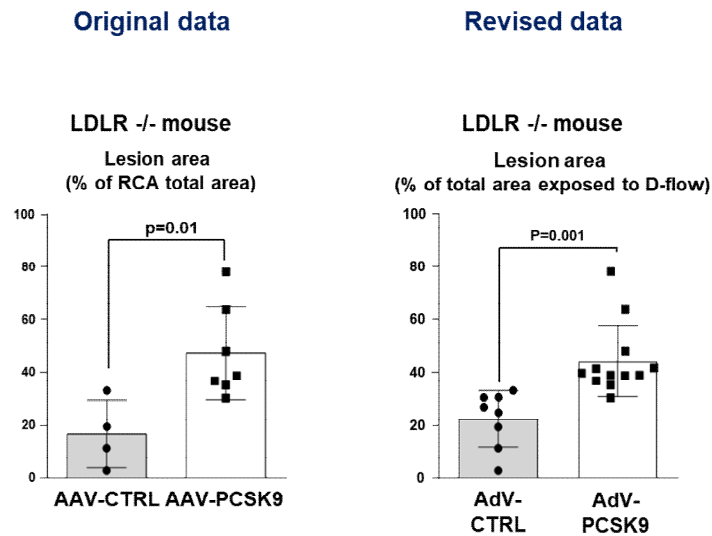 Original data
LDLR -/- mouse
Lesion area
(% of RCA total area)
100
80
60
40
20
0
p=0.01
AAV-CTRL AAV-PCSK9
Revised data
LDLR -/- mouse
Lesion area
(% of total area exposed to D-flow)
100
80
60
40
20
0
P=0.001
AdV-
CTRL
AdV-
PCSK9